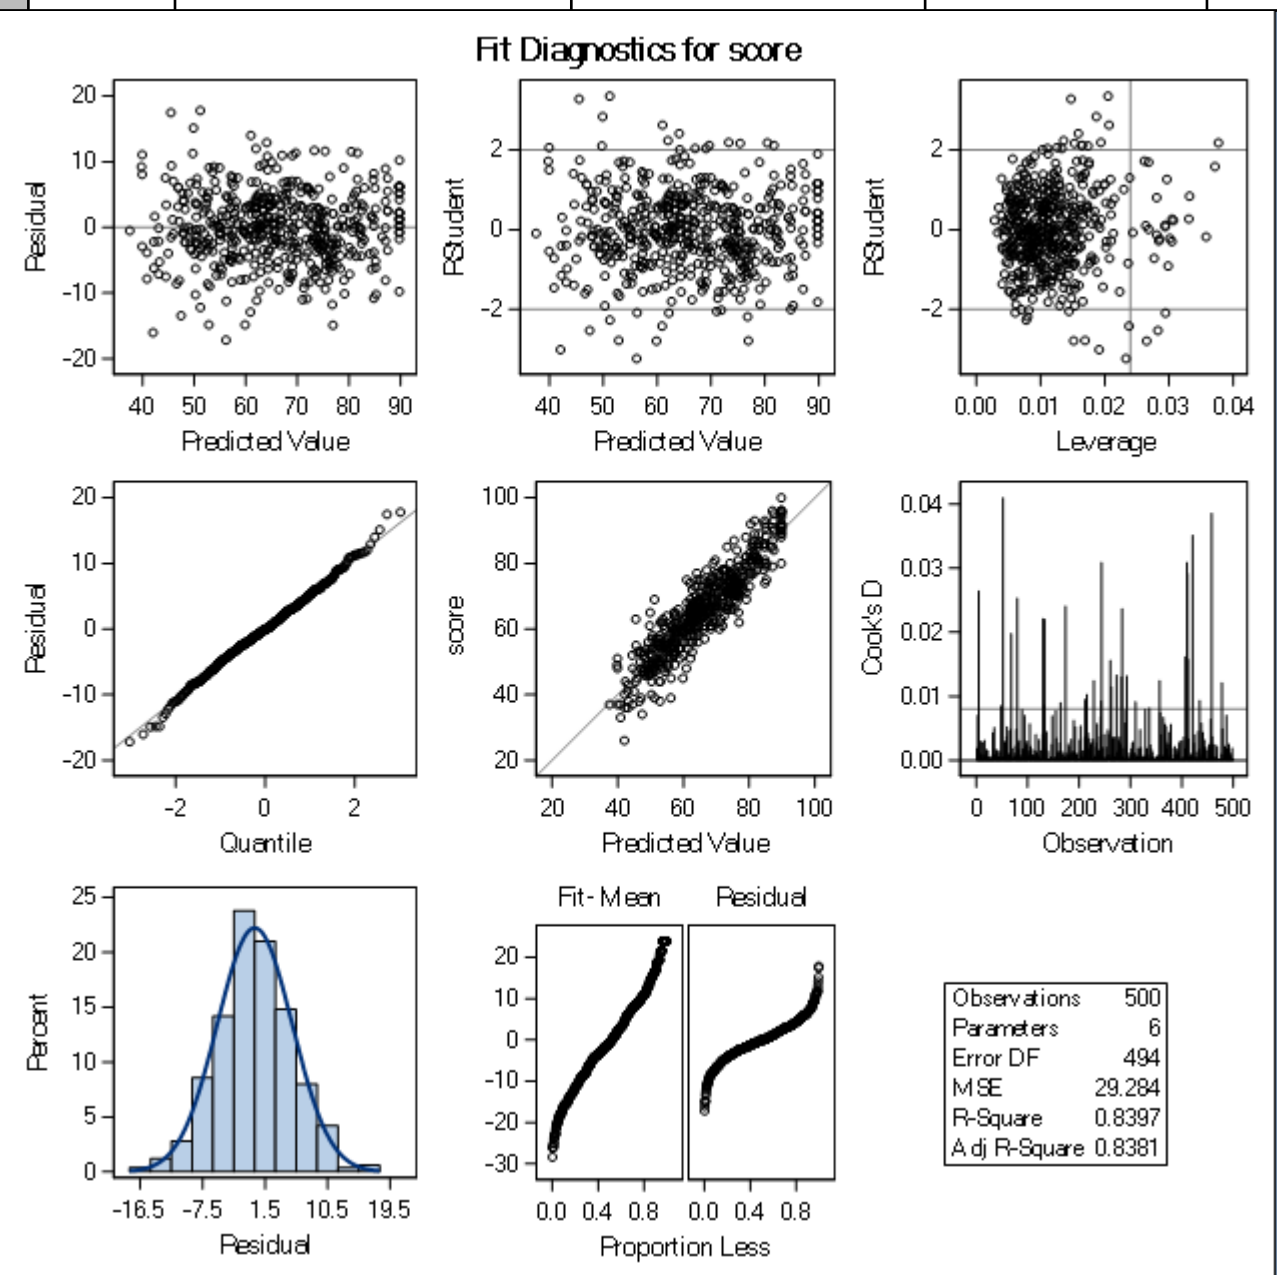 Fit Diagnostics for score
20
10
0
-10
-20
Residual
40 50 60 70 80 90
Predicted Value
2
0
-2
RStudent
40 50 60 70 80 90
Predicted Value
2
0
-2
RStudent
0.00 0.01 0.02 0.03 0.04
Leverage
20
10
0
-10
-20
Residual
-2 0 2
Quantile
100
80
60
40
20
score
20 40 60 80 100
Predicted Value
0.04
0.03
0.02
0.01
0.00
Cook's D
0 100 200 300 400 500
Observation
25
20
15
10
5
0
Percent
-16.5 -7.5 1.5 10.5 19.5
Residual
Fit-Mean Residual
20
10
0
-10
-20
-30
0.0 0.4 0.8 0.0 0.4 0.8
Proportion Less
Observations 500
Parameters 6
Error DF 494
MSE 29.284
R-Square 0.8397
Adj R-Square 0.8381